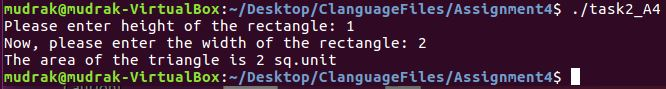 mudrak@mudrak-VirtualBox:~/Desktop/ClanguageFiles/Assignment4$ ./task2_A4
Please enter height of the rectangle: 1
Now, please enter the width of the rectangle: 2
The area of the triangle is 2 sq.unit
mudrak@mudrak-VirtualBox:~/Desktop/ClanguageFiles/Assignment4$